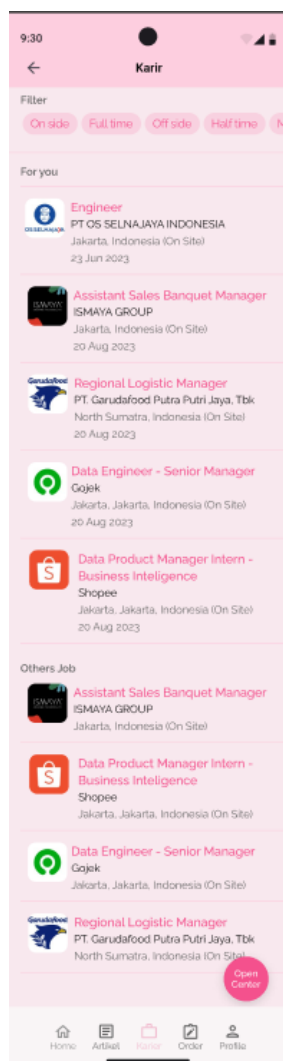 9:30
Karir
Filter
On side Full time Off side Half time
For you
Engineer
PT OS SELNAJAYA INDONESIA
OS SELNAJAYA
Jakarta, Indonesia (On Site)
23 Jun 2023
Assistant Sales Banquet Manager
ISMAYA
ISMAYA GROUP
Jakarta, Indonesia (On Site)
20 Aug 2023
Garudafood
Regional Logistic Manager
PT. Garudafood Putra Putri Jaya, Tbk
North Sumatra, Indonesia (On Site)
20 Aug 2023
Data Engineer - Senior Manager
Gojek
Jakarta, Jakarta, Indonesia (On Site)
20 Aug 2023
Data Product Manager Intern -
Business Inteligence
Shopee
Jakarta, Jakarta, Indonesia (On Site)
20 Aug 2023
Others Job
Assistant Sales Banquet Manager
ISMAYA
ISMAYA GROUP
Jakarta, Indonesia (On Site)
Data Product Manager Intern -
Business Inteligence
Shopee
Jakarta, Jakarta, Indonesia (On Site)
Data Engineer - Senior Manager
Gojek
Jakarta, Jakarta, Indonesia (On Site)
Garudafood
Regional Logistic Manager
PT. Garudafood Putra Putri Jaya, Tbk
North Sumatra, Indonesia (On Site)
Open
Center
Home Artikel Karier Order Profile